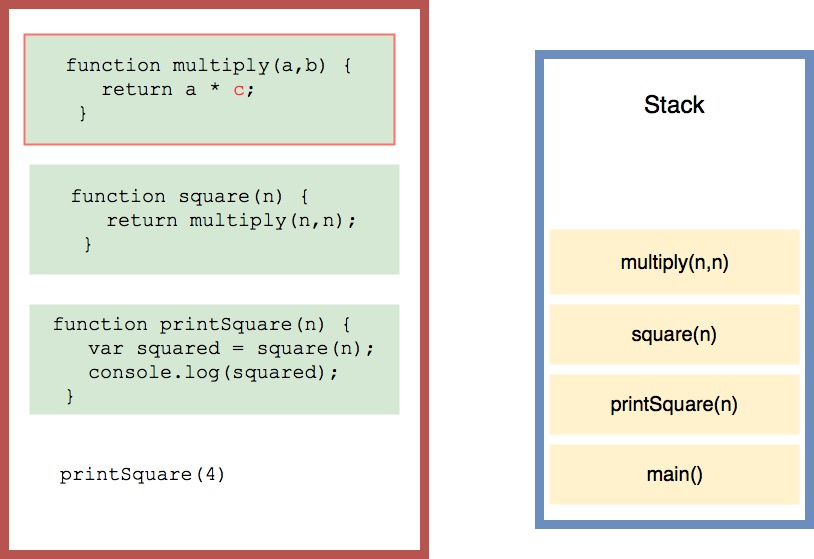 function multiply(a,b) {
return a * c;
}
function square(n) {
return multiply(n,n);
}
function printSquare(n) {
var squared = square(n);
console.log(squared);
}
printSquare(4)
Stack
multiply(n,n)
square(n)
printSquare(n)
main()